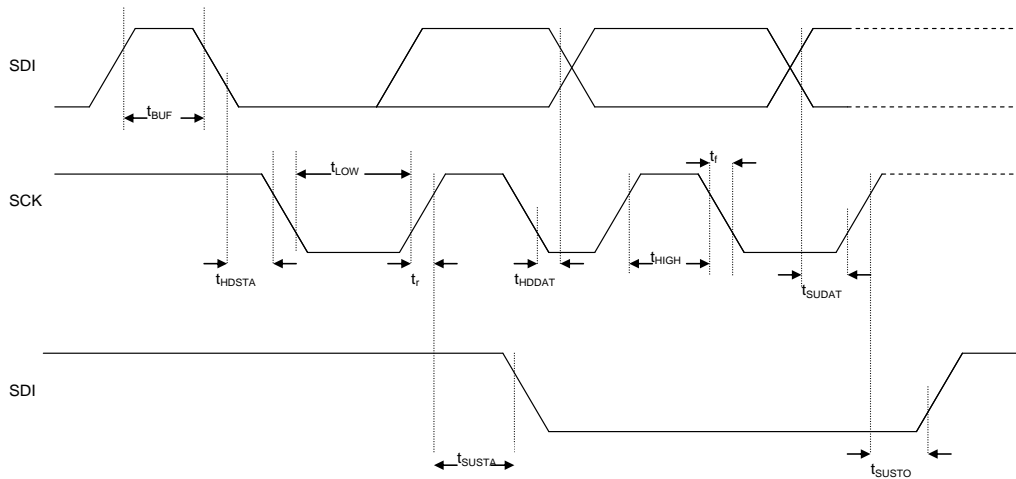 SDI
tBUF
tLOW
tf
SCK
tHDSTA
tr
tHDDAT
tHIGH
tSUDAT
SDI
tSUSTA
tSUSTO